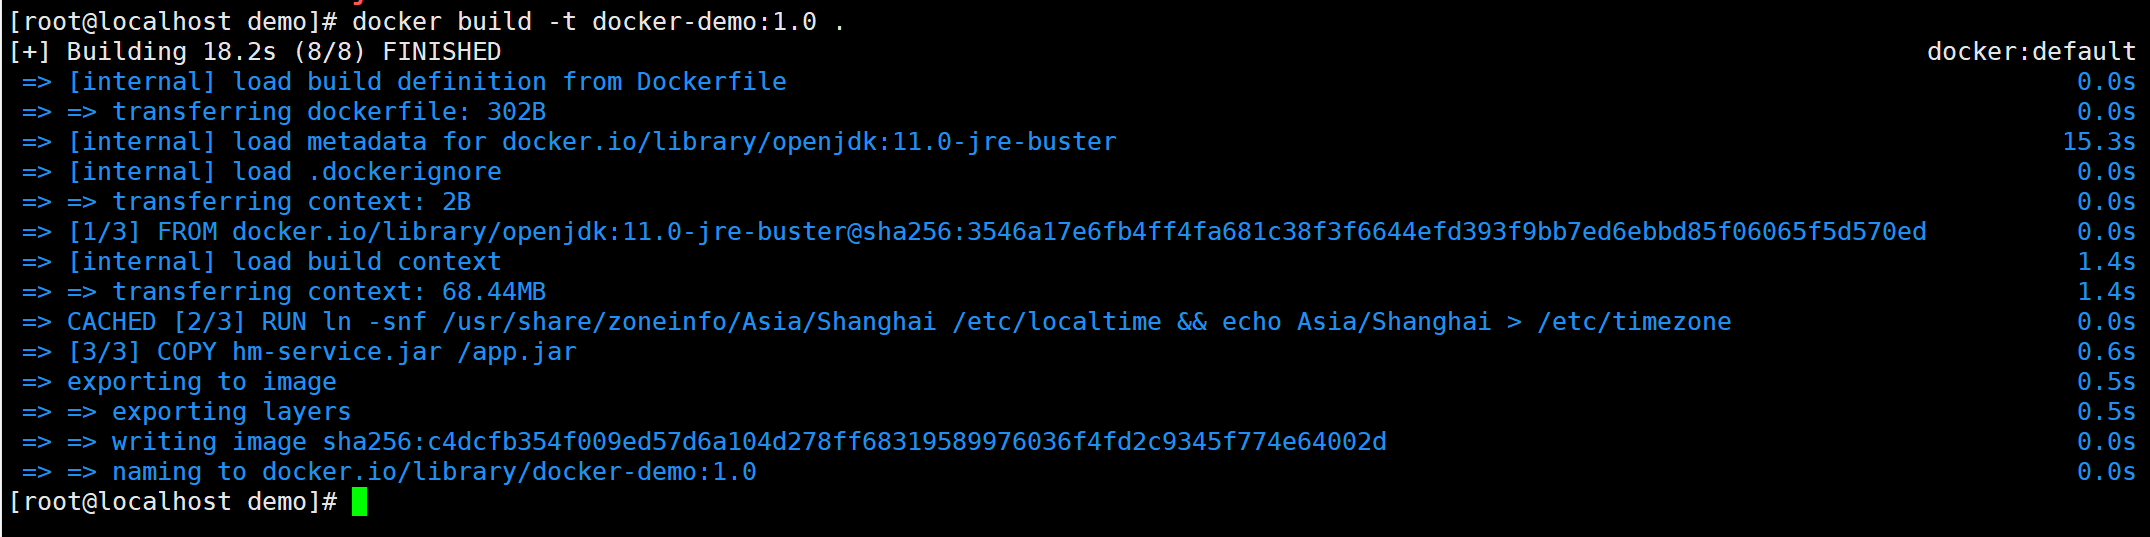 [root@localhost demo]# docker build -t docker-demo:1.0 .
[+] Building 18.2s (8/8) FINISHED docker:default
=> [internal] load build definition from Dockerfile 0.0s
=> => transferring dockerfile: 302B 0.0s
=> [internal] load metadata for docker.io/library/openjdk:11.0-jre-buster 15.3s
=> [internal] load .dockerignore 0.0s
=> => transferring context: 2B 0.0s
=> [1/3] FROM docker.io/library/openjdk:11.0-jre-buster@sha256:3546a17e6fb4ff4fa681c38f3f6644efd393f9bb7ed6ebbd85f06065f5d570ed 0.0s
=> [internal] load build context 1.4s
=> => transferring context: 68.44MB 1.4s
=> CACHED [2/3] RUN ln -snf /usr/share/zoneinfo/Asia/Shanghai /etc/localtime && echo Asia/Shanghai > /etc/timezone 0.0s
=> [3/3] COPY hm-service.jar /app.jar 0.6s
=> exporting to image 0.5s
=> => exporting layers 0.5s
=> => writing image sha256:c4dcfb354f009ed57d6a104d278ff68319589976036f4fd2c9345f774e64002d 0.0s
=> => naming to docker.io/library/docker-demo:1.0 0.0s
[root@localhost demo]#